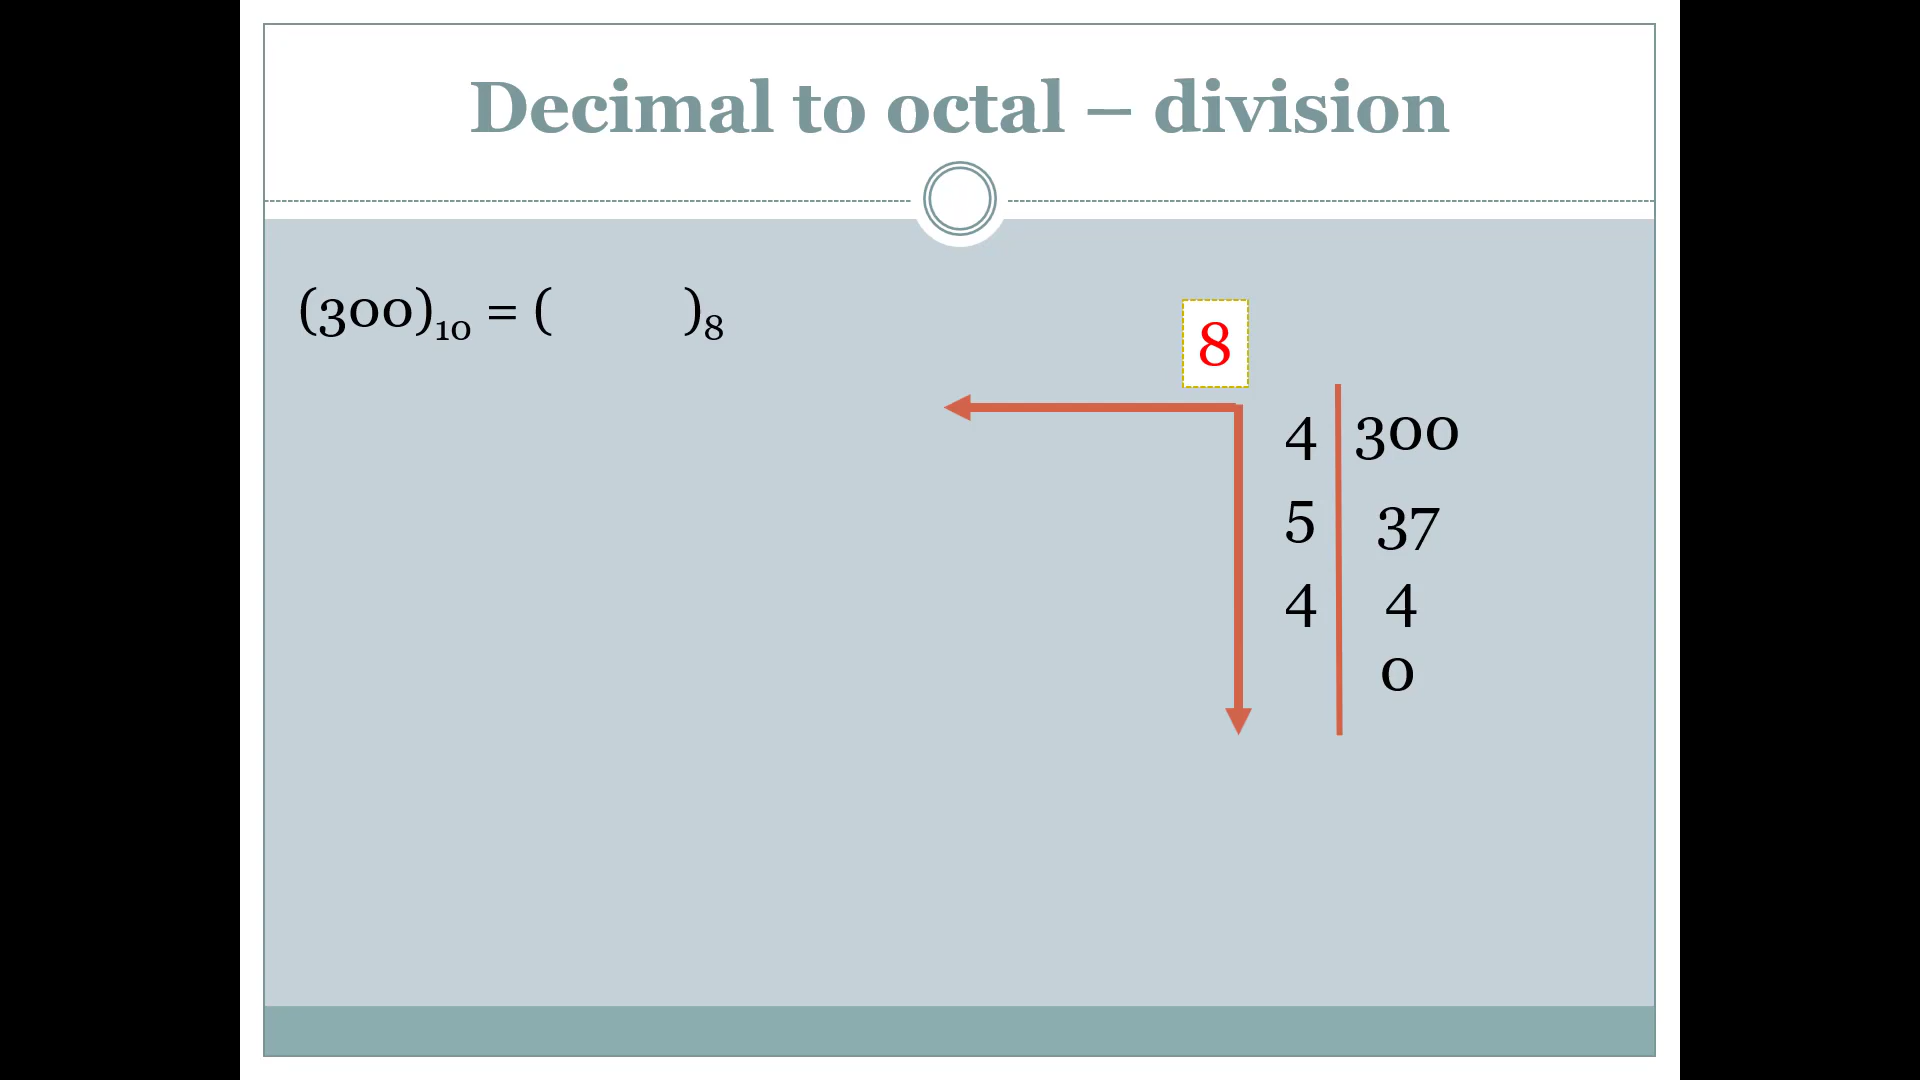 Decimal to octal – division
(300)10 = ( )8
8
4 300
5 37
4 4
0